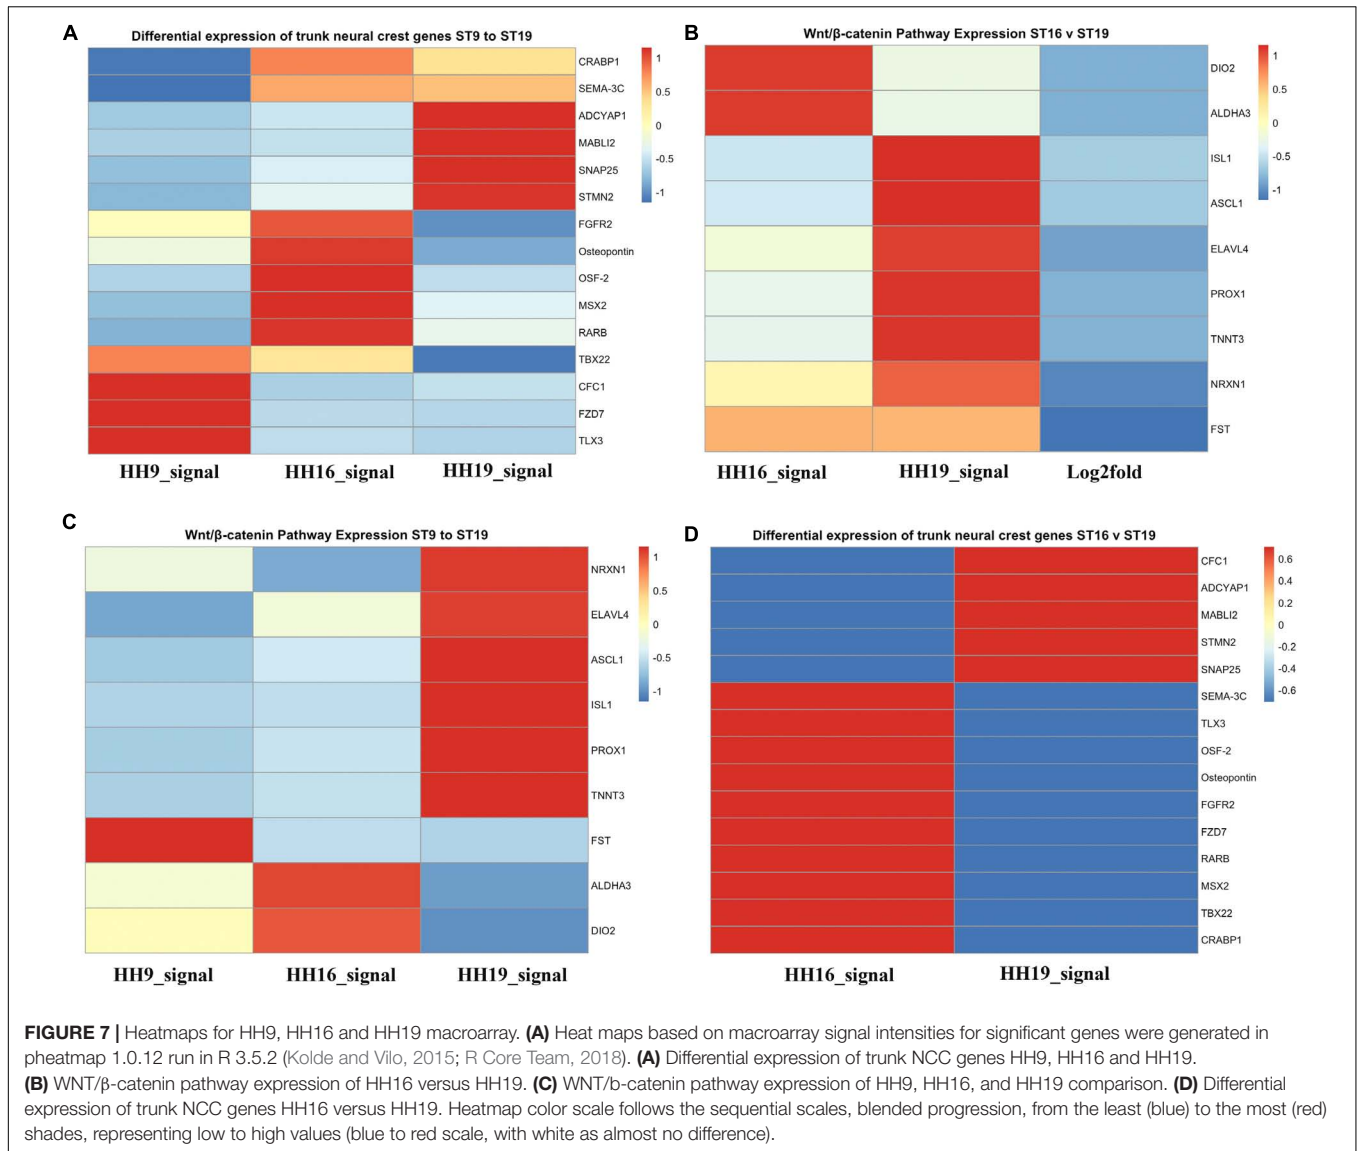 A
Differential expression of trunk neural crest genes ST9 to ST19
CRABP1
SEMA-3C
ADCYAP1
MABLI2
SNAP25
STMN2
FGFR2
Osteopontin
OSF-2
MSX2
RARB
TBX22
CFC1
FZD7
TLX3
1
0.5
0
-0.5
-1
HH9_signal HH16_signal HH19_signal
B
Wnt/β-catenin Pathway Expression ST16 v ST19
DIO2
ALDHA3
ISL1
ASCL1
ELAVL4
PROX1
TNNT3
NRXN1
FST
1
0.5
0
-0.5
-1
HH16_signal HH19_signal Log2fold
C
Wnt/β-catenin Pathway Expression ST9 to ST19
NRXN1
ELAVL4
ASCL1
ISL1
PROX1
TNNT3
FST
ALDHA3
DIO2
1
0.5
0
-0.5
-1
HH9_signal HH16_signal HH19_signal
D
Differential expression of trunk neural crest genes ST16 v ST19
CFC1
ADCYAP1
MABLI2
STMN2
SNAP25
SEMA-3C
TLX3
OSF-2
Osteopontin
FGFR2
FZD7
RARB
MSX2
TBX22
CRABP1
0.6
0.4
0.2
0
-0.2
-0.4
-0.6
HH16_signal HH19_signal
FIGURE 7 | Heatmaps for HH9, HH16 and HH19 macroarray. (A) Heat maps based on macroarray signal intensities for significant genes were generated in
pheatmap 1.0.12 run in R 3.5.2 (Kolde and Vilo, 2015; R Core Team, 2018). (A) Differential expression of trunk NCC genes HH9, HH16 and HH19.
(B) WNT/β-catenin pathway expression of HH16 versus HH19. (C) WNT/b-catenin pathway expression of HH9, HH16, and HH19 comparison. (D) Differential
expression of trunk NCC genes HH16 versus HH19. Heatmap color scale follows the sequential scales, blended progression, from the least (blue) to the most (red)
shades, representing low to high values (blue to red scale, with white as almost no difference).